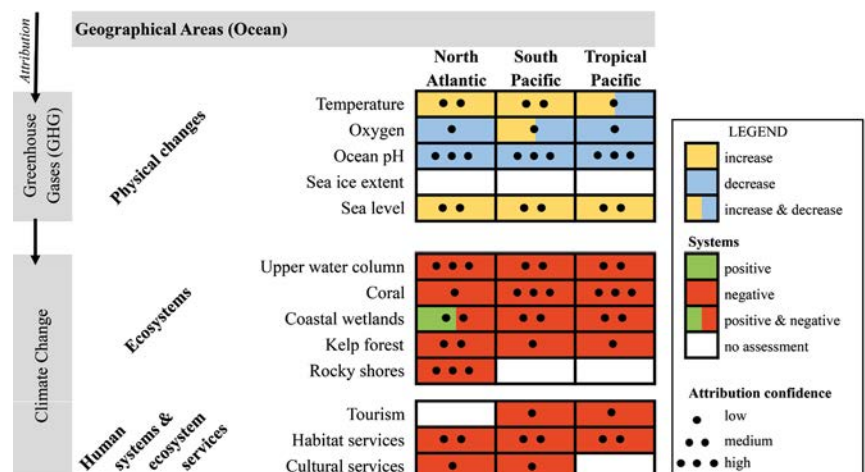 Attribution
Geographical Areas (Ocean)
North
Atlantic
South
Pacific
Tropical
Pacific
Greenhouse
Gases (GHG)
Physical changes
Temperature
Oxygen
Ocean pH
Sea ice extent
Sea level
Climate Change
Ecosystems
Upper water column
Coral
Coastal wetlands
Kelp forest
Rocky shores
Human
systems &
ecosystem
services
Tourism
Habitat services
Cultural services
LEGEND
increase
decrease
increase & decrease
Systems
positive
negative
positive & negative
no assessment
Attribution confidence
low
medium
high